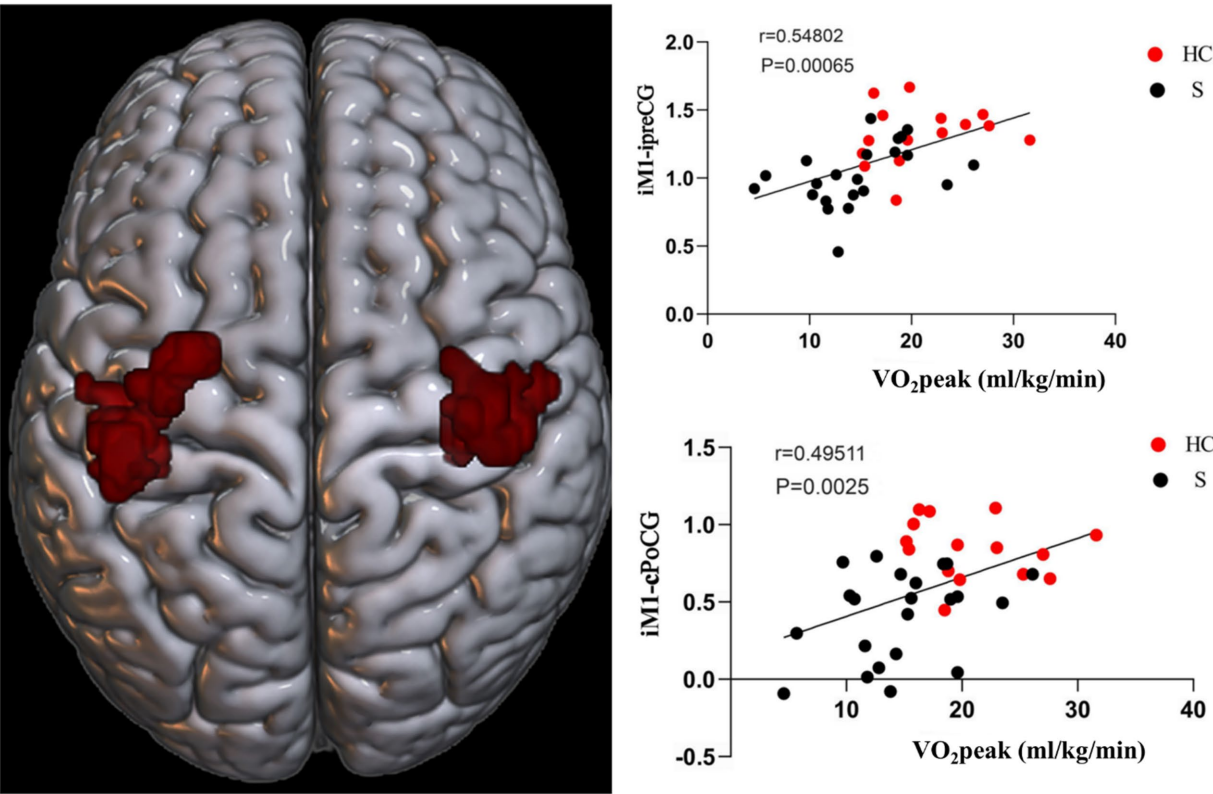 r=0.54802
P=0.00065
HC
S
2.0
1.5
1.0
0.5
0.0
iM1-ipreCG
0 10 20 30 40
VO₂peak (ml/kg/min)
r=0.49511
P=0.0025
HC
S
1.5
1.0
0.5
0.0
-0.5
iM1-cPoCG
10 20 30 40
VO₂peak (ml/kg/min)